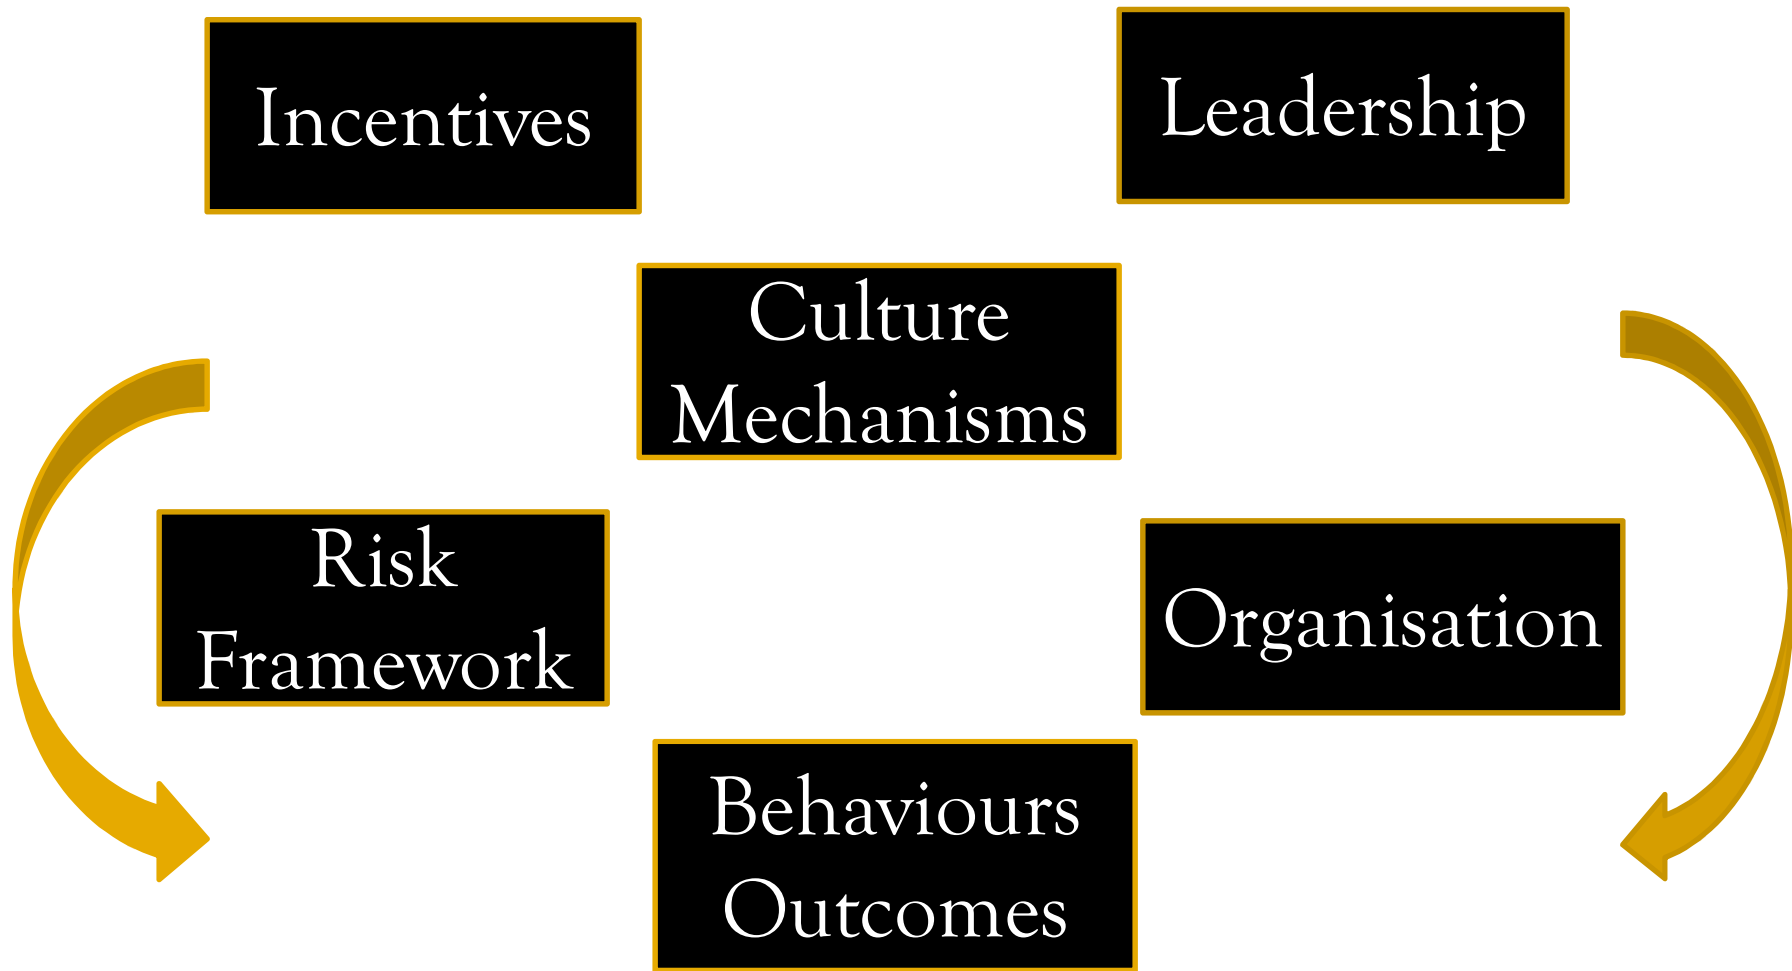 Incentives
Leadership
Culture
Mechanisms
Risk
Framework
Organisation
Behaviours
Outcomes